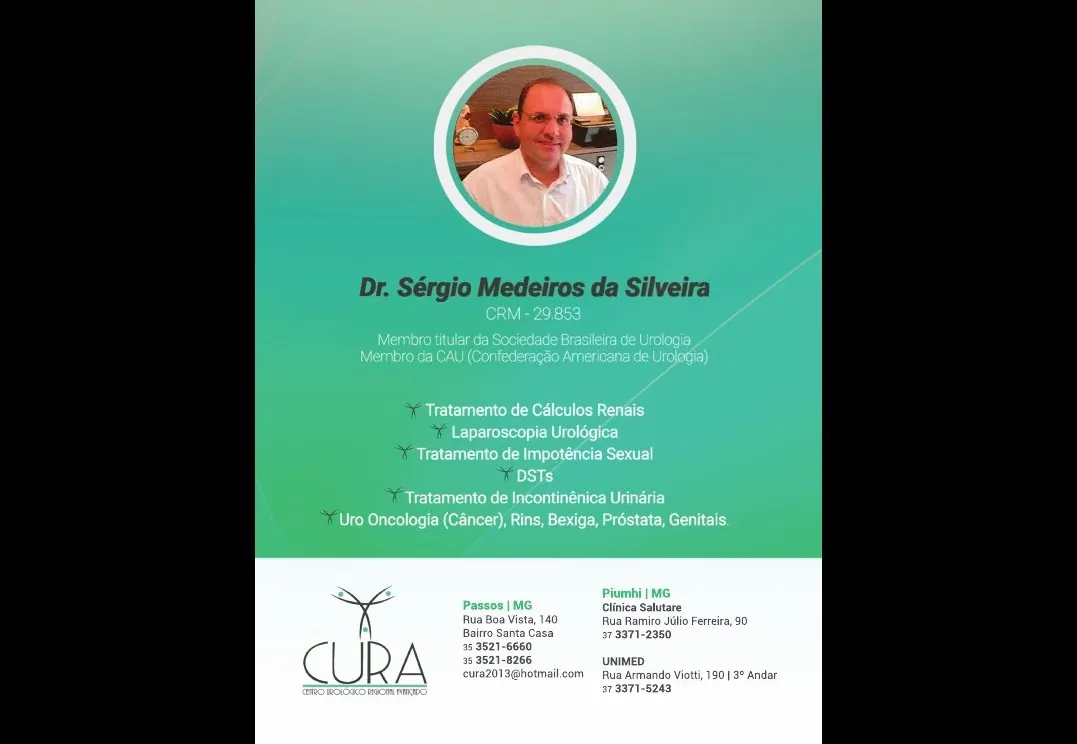 Dr. Sérgio Medeiros da Silveira
CRM - 29.853
Membro titular da Sociedade Brasileira de Urologia
Membro da CAU (Confederação Americana de Urologia)
Tratamento de Cálculos Renais
Laparoscopia Urológica
Tratamento de Impotência Sexual
DSTs
Tratamento de Incontinênica Urinária
Uro Oncologia (Câncer), Rins, Bexiga, Próstata, Genitais.
CURA
CENTRO UROLÓGICO REGIONAL AVANÇADO
Passos | MG
Rua Boa Vista, 140
Bairro Santa Casa
35 3521-6660
35 3521-8266
cura2013@hotmail.com
Piumhi | MG
Clínica Salutare
Rua Ramiro Júlio Ferreira, 90
37 3371-2350
UNIMED
Rua Armando Viotti, 190 | 3º Andar
37 3371-5243